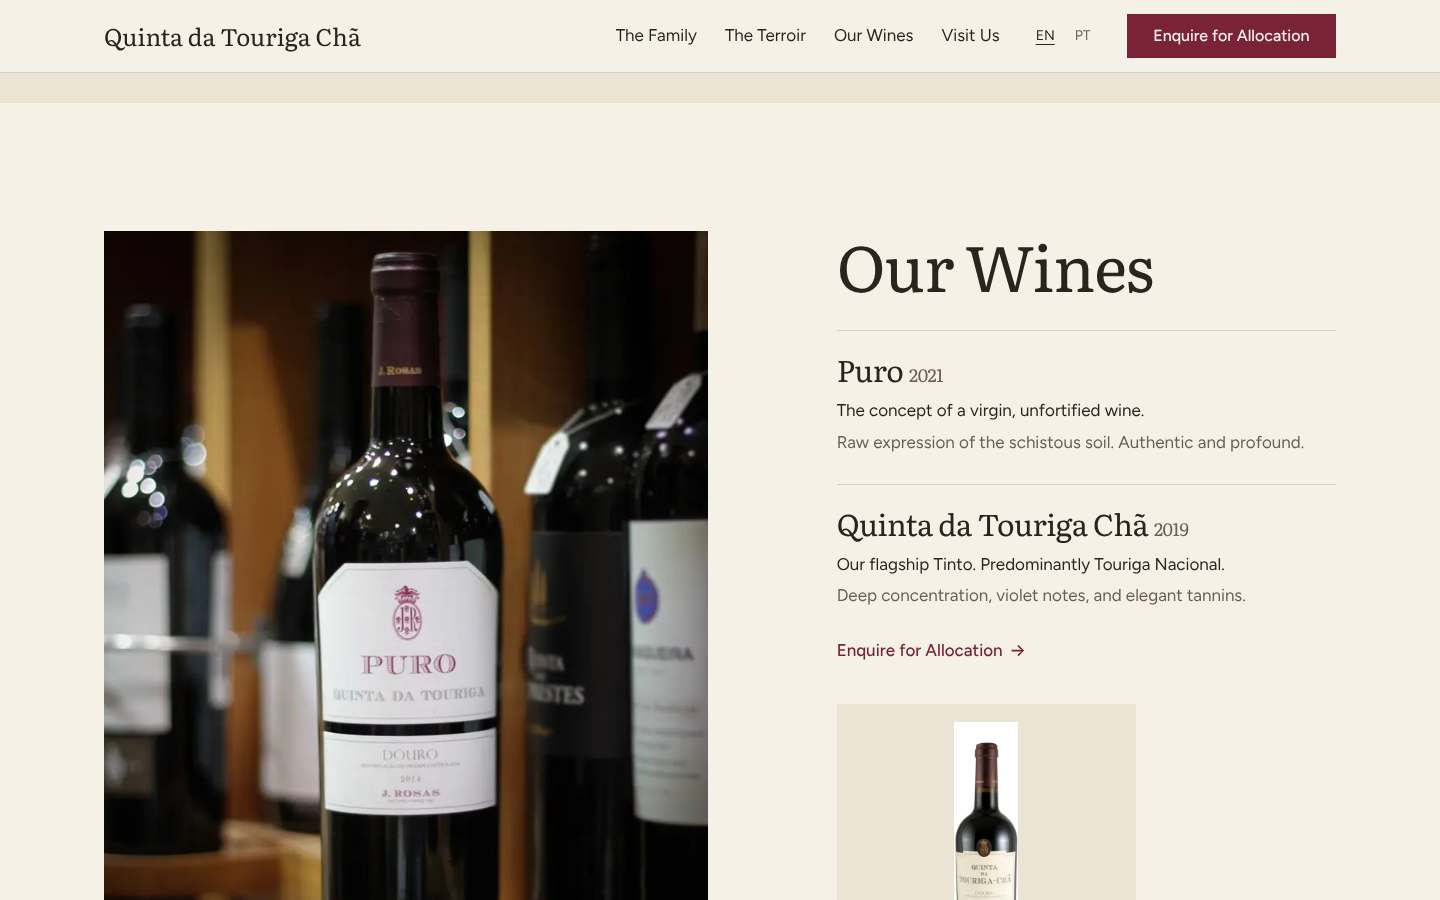 Quinta da Touriga Chã
The Family
The Terroir
Our Wines
Visit Us
EN
PT
Enquire for Allocation
J. ROSAS
PURO
QUINTA DA TOURIGA
DOURO
2014
J. ROSAS
QUINTA
Our Wines
Puro 2021
The concept of a virgin, unfortified wine.
Raw expression of the schistous soil. Authentic and profound.
Quinta da Touriga Chã 2019
Our flagship Tinto. Predominantly Touriga Nacional.
Deep concentration, violet notes, and elegant tannins.
Enquire for Allocation →
QUINTA
DA
TOURIGA-CHÃ
DOURO